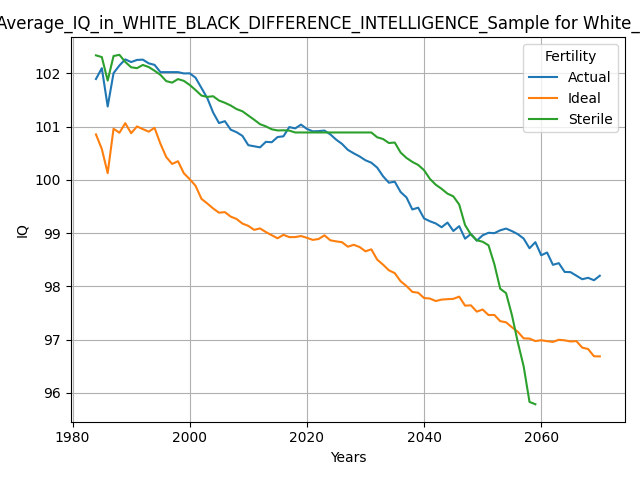 Average_IQ_in_WHITE_BLACK_DIFFERENCE_INTELLIGENCE_Sample for White_
Fertility
Actual
Ideal
Sterile
102
101
100
99
98
97
96
IQ
1980
2000
2020
2040
2060
Years